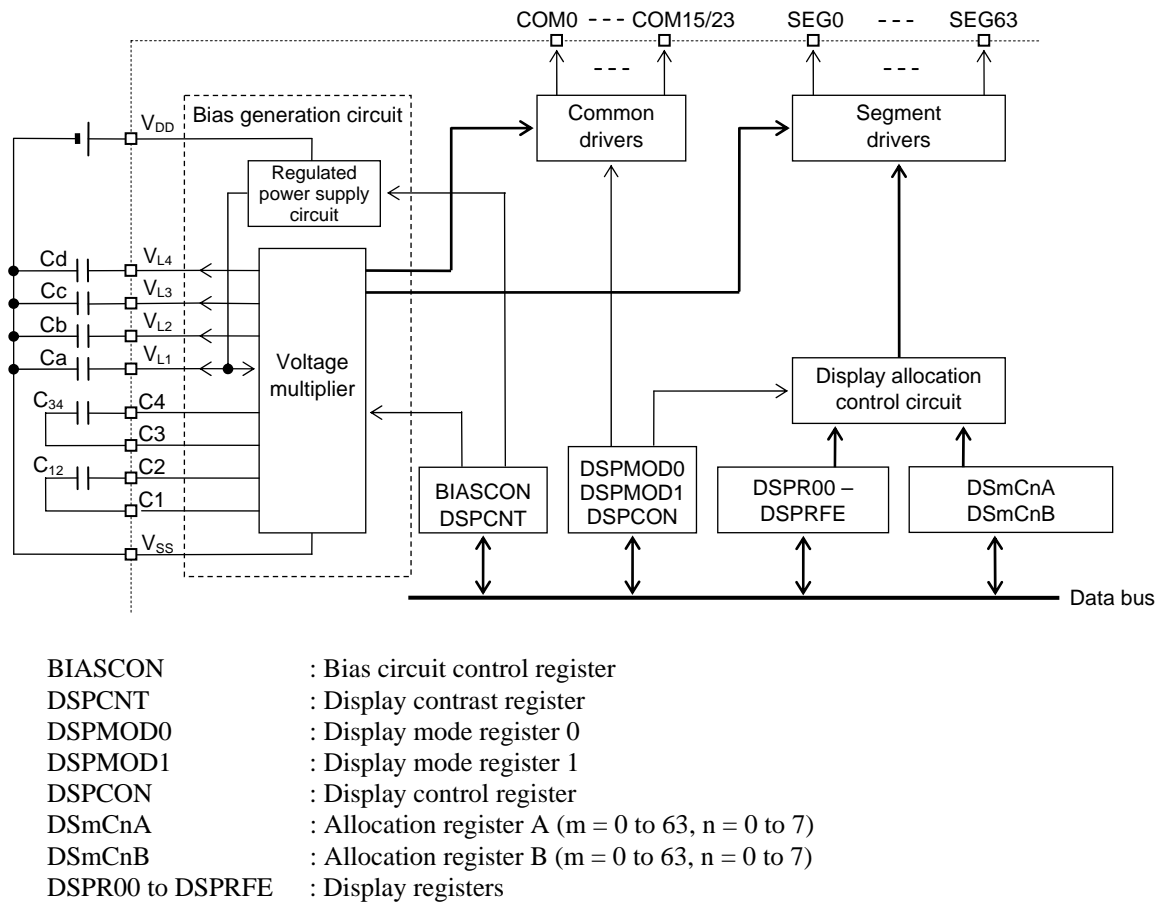 COM0 --- COM15/23 SEG0 --- SEG63
--- ---
VDD
Bias generation circuit
Common
drivers
Segment
drivers
Regulated
power supply
circuit
Cd VL4
Cc VL3
Cb VL2
Ca VL1
Voltage
multiplier
Display allocation
control circuit
C34 C4
C3
C12 C2
C1
VSS
BIASCON
DSPCNT
DSPMOD0
DSPMOD1
DSPCON
DSPR00 –
DSPRFE
DSmCnA
DSmCnB
Data bus
BIASCON : Bias circuit control register
DSPCNT : Display contrast register
DSPMOD0 : Display mode register 0
DSPMOD1 : Display mode register 1
DSPCON : Display control register
DSmCnA : Allocation register A (m = 0 to 63, n = 0 to 7)
DSmCnB : Allocation register B (m = 0 to 63, n = 0 to 7)
DSPR00 to DSPRFE : Display registers